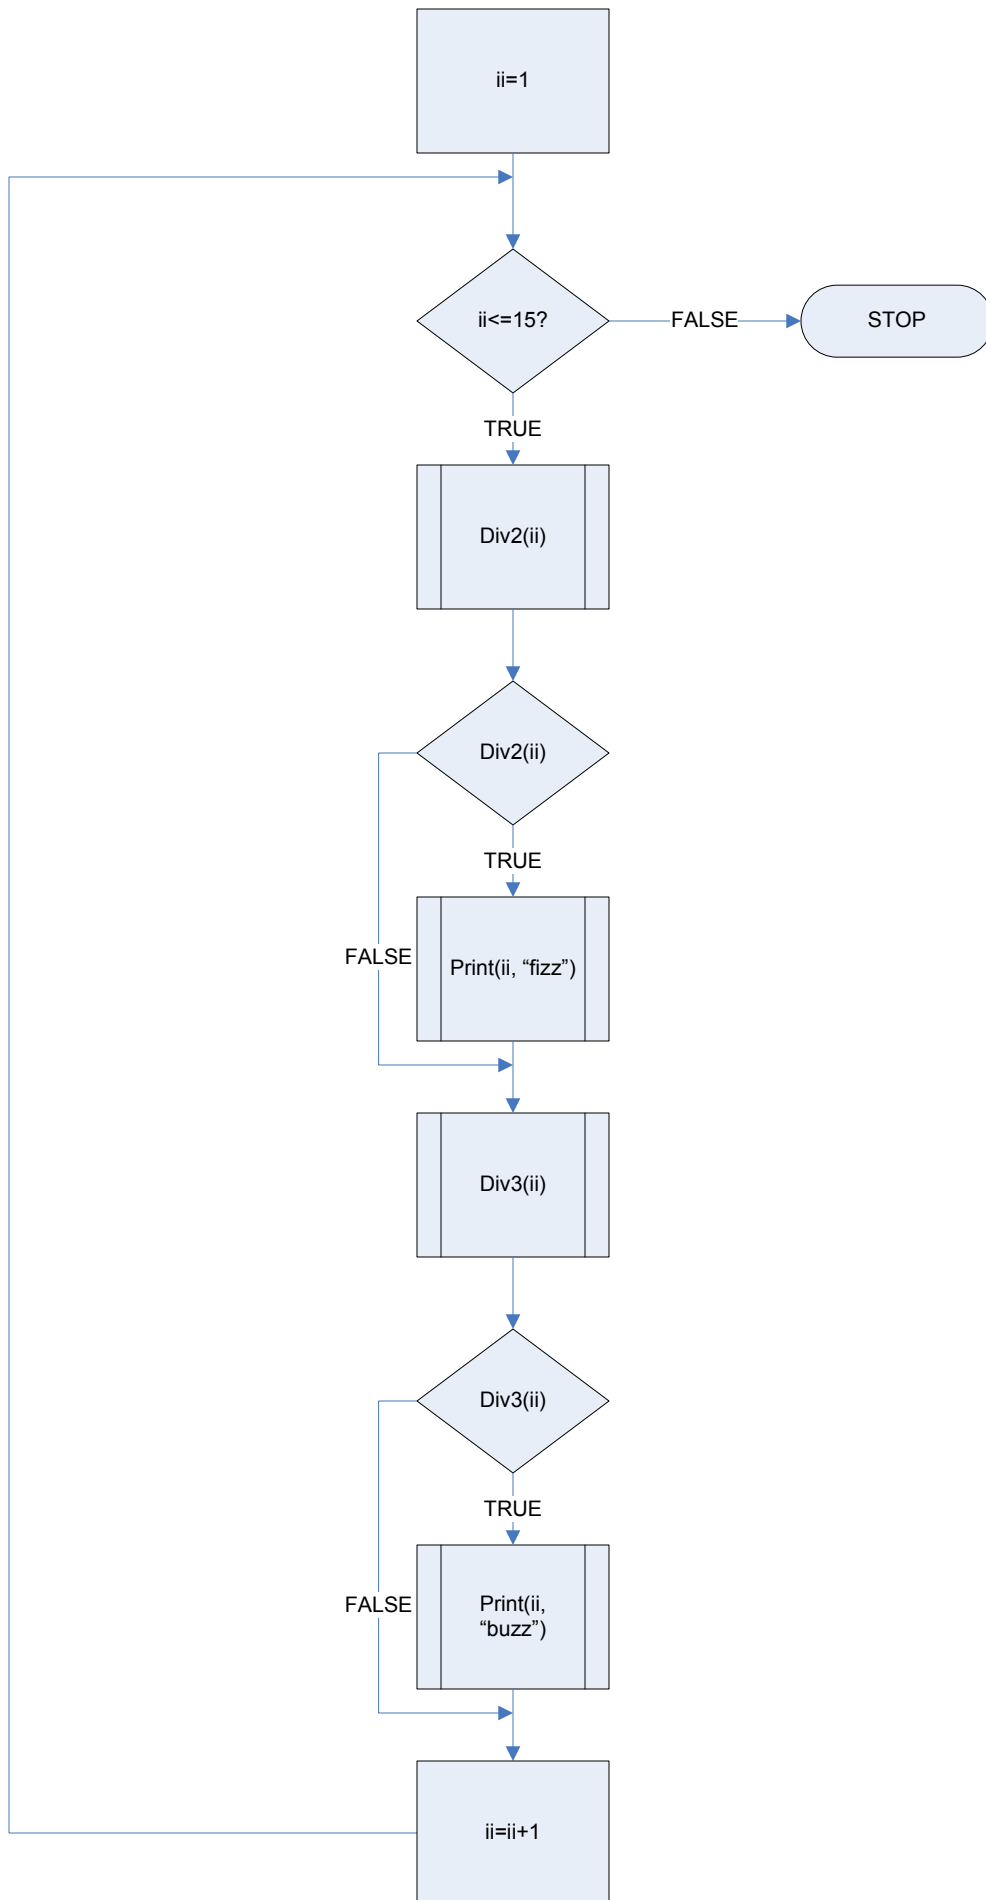 ii=1
ii<=15?
FALSE
STOP
TRUE
Div2(ii)
Div2(ii)
TRUE
FALSE
Print(ii, “fizz”)
Div3(ii)
Div3(ii)
TRUE
FALSE
Print(ii,
“buzz”)
ii=ii+1